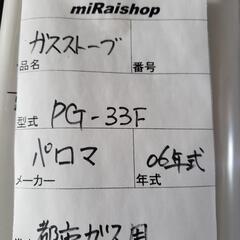 miRaishop
ガスストーブ
品名 番号
型式 PG-33F
パロマ 06年式
メーカー 年式
都市ガス用